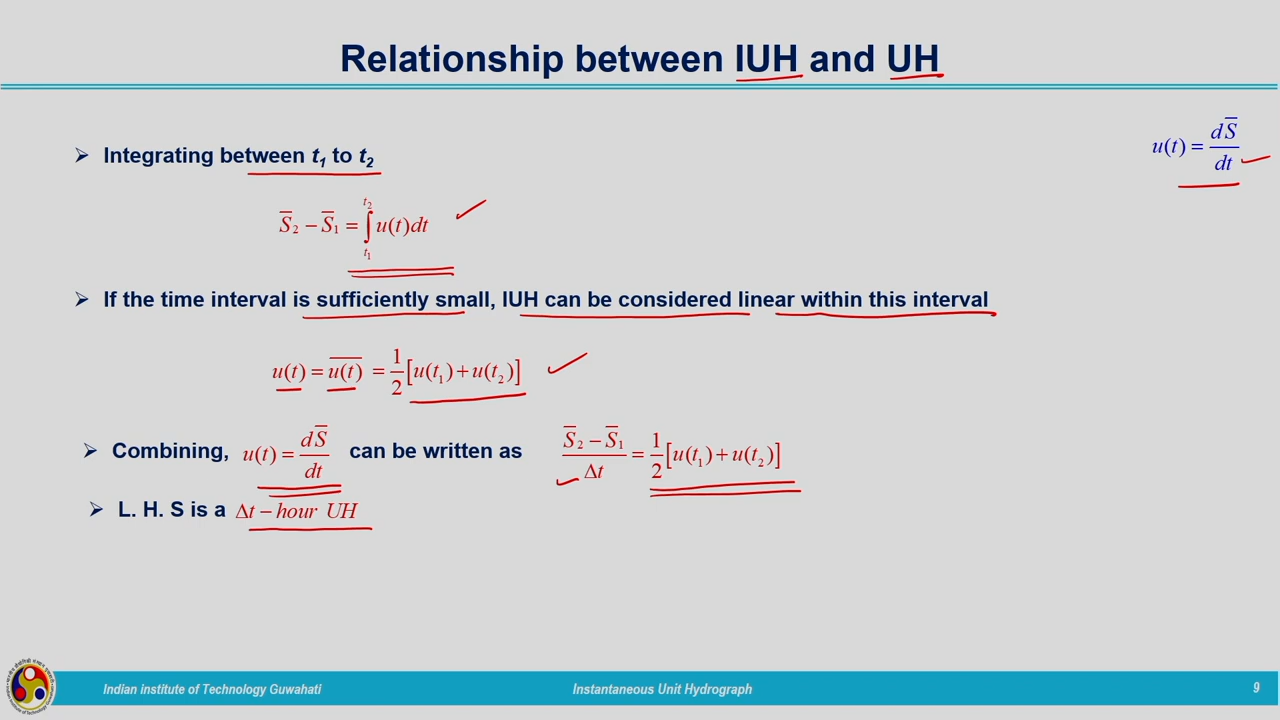 Relationship between IUH and UH
u(t) = dS̅/dt
➢ Integrating between t₁ to t₂
S̅₂ − S̅₁ = ∫_{t₁}^{t₂} u(t)dt
➢ If the time interval is sufficiently small, IUH can be considered linear within this interval
u(t) = \overline{u(t)} = 1/2 [u(t₁) + u(t₂)]
➢ Combining, u(t) = dS̅/dt can be written as (S̅₂ − S̅₁)/Δt = 1/2 [u(t₁) + u(t₂)]
➢ L. H. S is a Δt − hour UH
Indian institute of Technology Guwahati
Instantaneous Unit Hydrograph
9